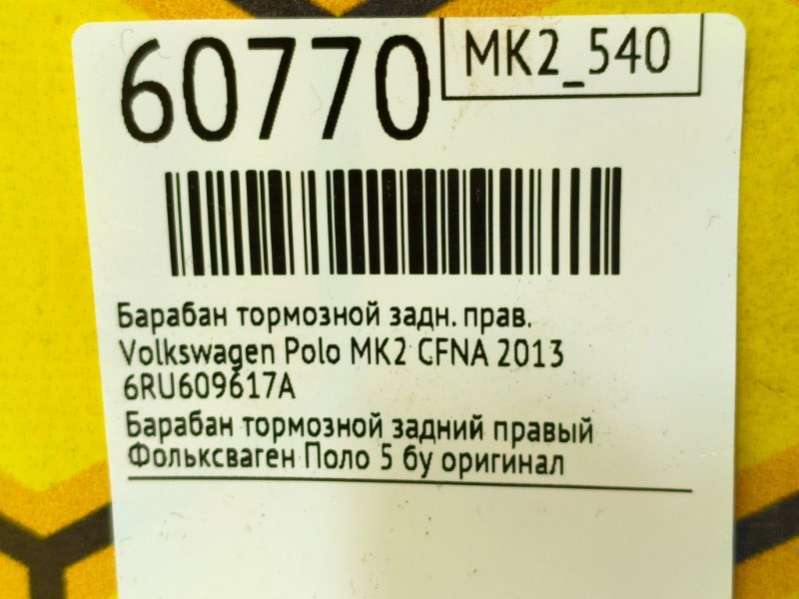 60770
MK2_540
Барабан тормозной задн. прав.
Volkswagen Polo MK2 CFNA 2013
6RU609617A
Барабан тормозной задний правый
Фольксваген Поло 5 бу оригинал